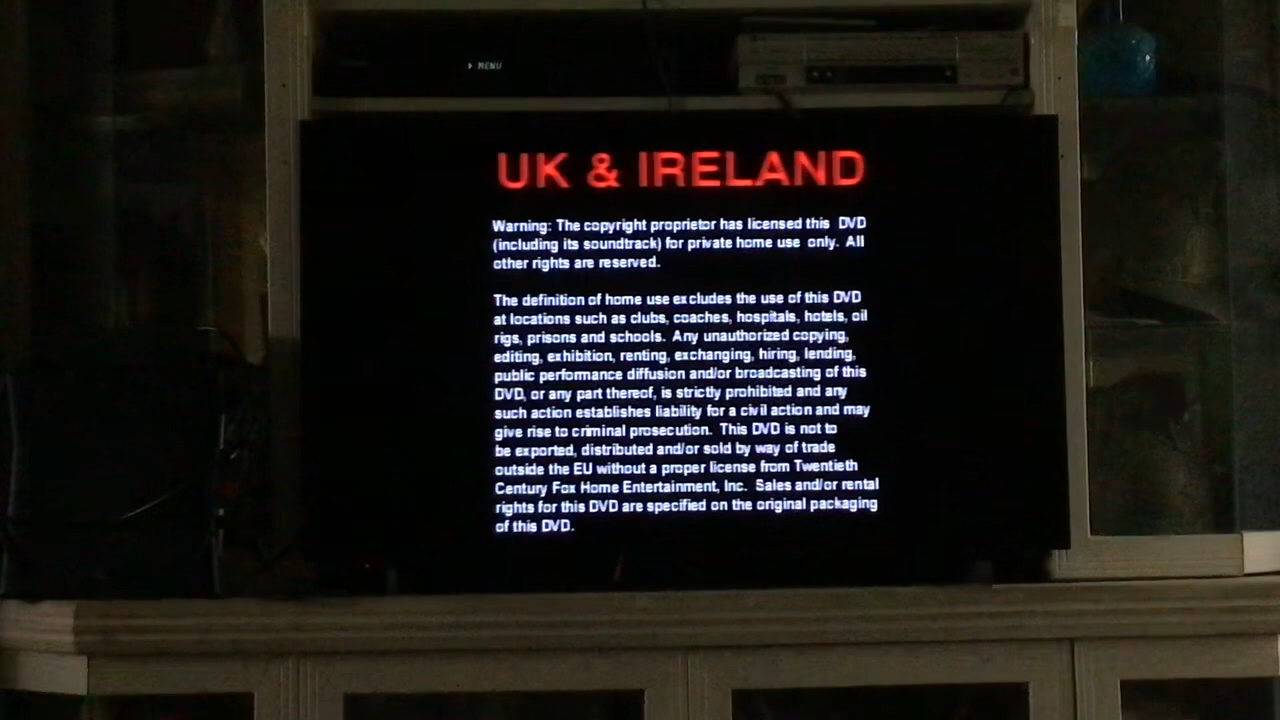 ▸ MENU
UK & IRELAND
Warning: The copyright proprietor has licensed this DVD
(including its soundtrack) for private home use only. All
other rights are reserved.
The definition of home use excludes the use of this DVD
at locations such as clubs, coaches, hospitals, hotels, oil
rigs, prisons and schools. Any unauthorized copying,
editing, exhibition, renting, exchanging, hiring, lending,
public performance diffusion and/or broadcasting of this
DVD, or any part thereof, is strictly prohibited and any
such action establishes liability for a civil action and may
give rise to criminal prosecution. This DVD is not to
be exported, distributed and/or sold by way of trade
outside the EU without a proper license from Twentieth
Century Fox Home Entertainment, Inc. Sales and/or rental
rights for this DVD are specified on the original packaging
of this DVD.